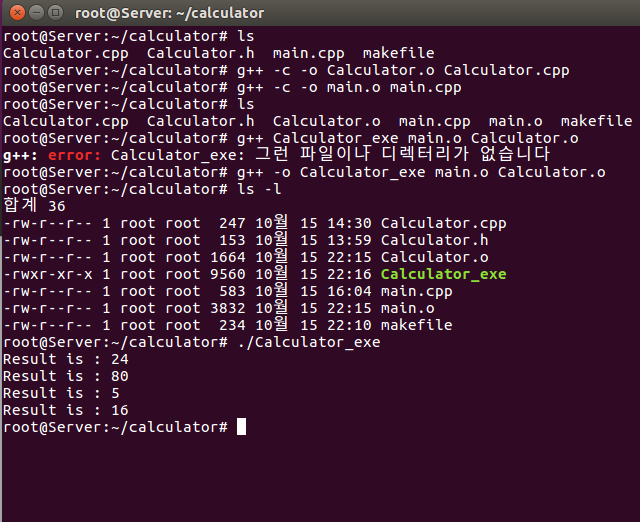 root@Server: ~/calculator
root@Server:~/calculator# ls
Calculator.cpp  Calculator.h  main.cpp  makefile
root@Server:~/calculator# g++ -c -o Calculator.o Calculator.cpp
root@Server:~/calculator# g++ -c -o main.o main.cpp
root@Server:~/calculator# ls
Calculator.cpp  Calculator.h  Calculator.o  main.cpp  main.o  makefile
root@Server:~/calculator# g++ Calculator_exe main.o Calculator.o
g++: error: Calculator_exe: 그런 파일이나 디렉터리가 없습니다
root@Server:~/calculator# g++ -o Calculator_exe main.o Calculator.o
root@Server:~/calculator# ls -l
합계 36
-rw-r--r-- 1 root root  247 10월 15 14:30 Calculator.cpp
-rw-r--r-- 1 root root  153 10월 15 13:59 Calculator.h
-rw-r--r-- 1 root root 1664 10월 15 22:15 Calculator.o
-rwxr-xr-x 1 root root 9560 10월 15 22:16 Calculator_exe
-rw-r--r-- 1 root root  583 10월 15 16:04 main.cpp
-rw-r--r-- 1 root root 3832 10월 15 22:15 main.o
-rw-r--r-- 1 root root  234 10월 15 22:10 makefile
root@Server:~/calculator# ./Calculator_exe
Result is : 24
Result is : 80
Result is : 5
Result is : 16
root@Server:~/calculator#